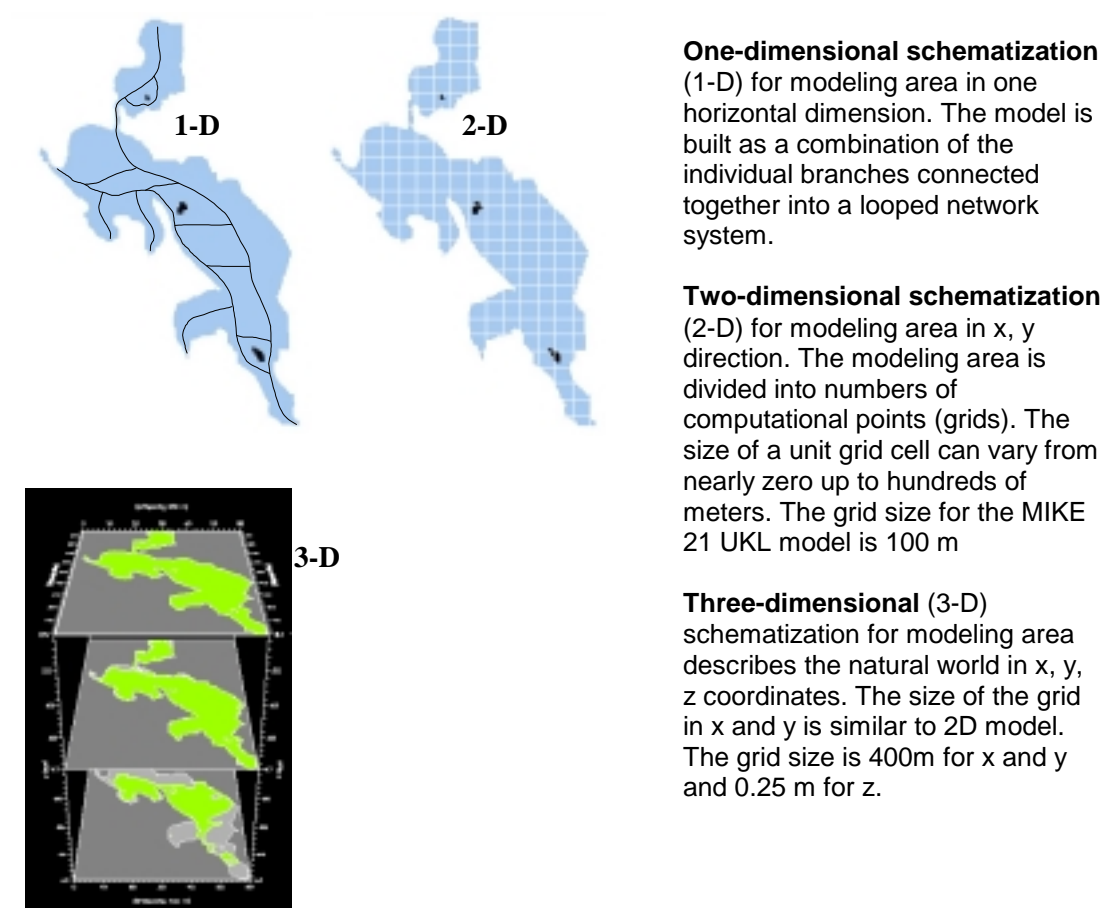 1-D
2-D
One-dimensional schematization
(1-D) for modeling area in one
horizontal dimension. The model is
built as a combination of the
individual branches connected
together into a looped network
system.
Two-dimensional schematization
(2-D) for modeling area in x, y
direction. The modeling area is
divided into numbers of
computational points (grids). The
size of a unit grid cell can vary from
nearly zero up to hundreds of
meters. The grid size for the MIKE
21 UKL model is 100 m
3-D
Three-dimensional (3-D)
schematization for modeling area
describes the natural world in x, y,
z coordinates. The size of the grid
in x and y is similar to 2D model.
The grid size is 400m for x and y
and 0.25 m for z.